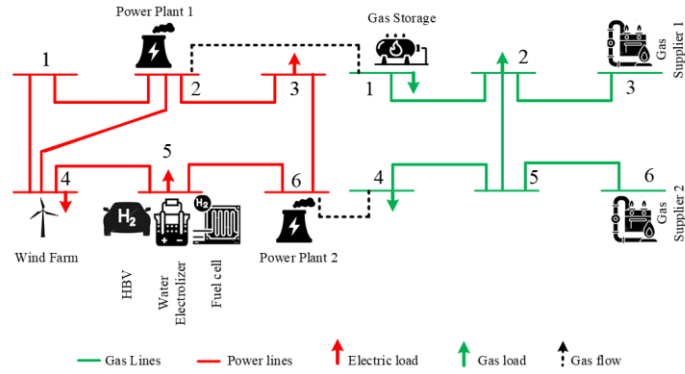 Power Plant 1
Gas Storage
1
2
3
1
2
3
Gas
Supplier 1
4
5
6
4
5
6
Gas
Supplier 2
H₂
H₂
Wind Farm
HBV
Water
Electrolizer
Fuel cell
Power Plant 2
Gas Lines
Power lines
Electric load
Gas load
Gas flow